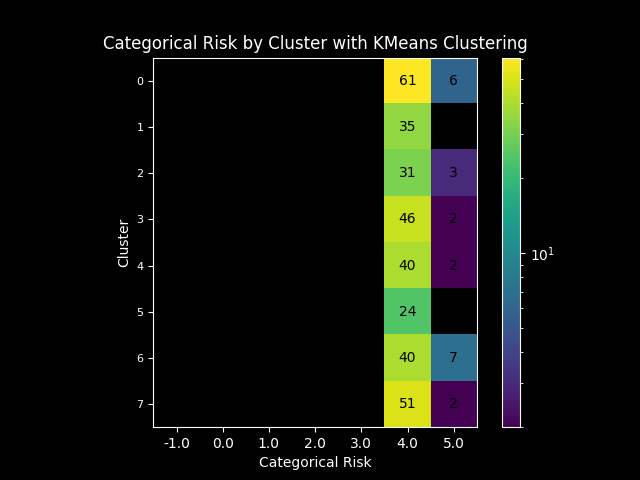 Categorical Risk by Cluster with KMeans Clustering
0 61 6
1 35
2 31 3
3 46 2
4 40 2
5 24
6 40 7
7 51 2
Cluster
10¹
-1.0 0.0 1.0 2.0 3.0 4.0 5.0
Categorical Risk